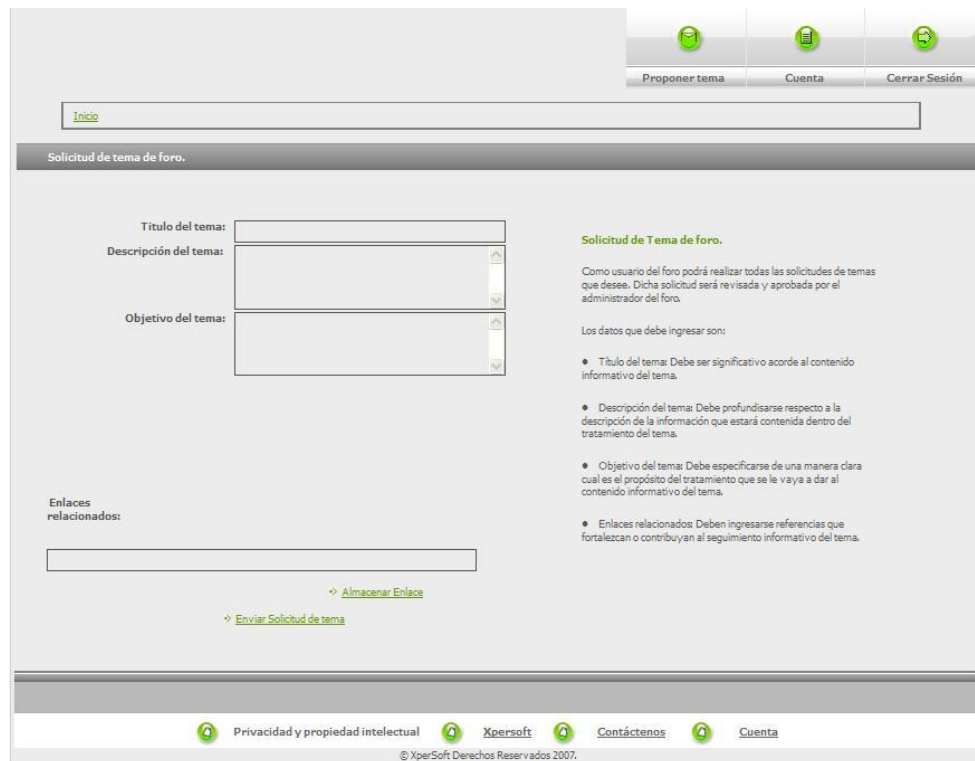 Proponer tema
Cuenta
Cerrar Sesión
Inicio
Solicitud de tema de foro.
Título del tema:
Descripción del tema:
Objetivo del tema:
Enlaces
relacionados:
Almacenar Enlace
Enviar Solicitud de tema
Solicitud de Tema de foro.
Como usuario del foro podrá realizar todas las solicitudes de temas
que desee. Dicha solicitud será revisada y aprobada por el
administrador del foro.
Los datos que debe ingresar son:
● Título del tema: Debe ser significativo acorde al contenido
informativo del tema.
● Descripción del tema: Debe profundisarse respecto a la
descripción de la información que estará contenida dentro del
tratamiento del tema.
● Objetivo del tema: Debe especificarse de una manera clara
cual es el propósito del tratamiento que se le vaya a dar al
contenido informativo del tema.
● Enlaces relacionados: Deben ingresarse referencias que
fortalezcan o contribuyan al seguimiento informativo del tema.
Privacidad y propiedad intelectual
Xpersoft
Contáctenos
Cuenta
© XperSoft Derechos Reservados 2007.